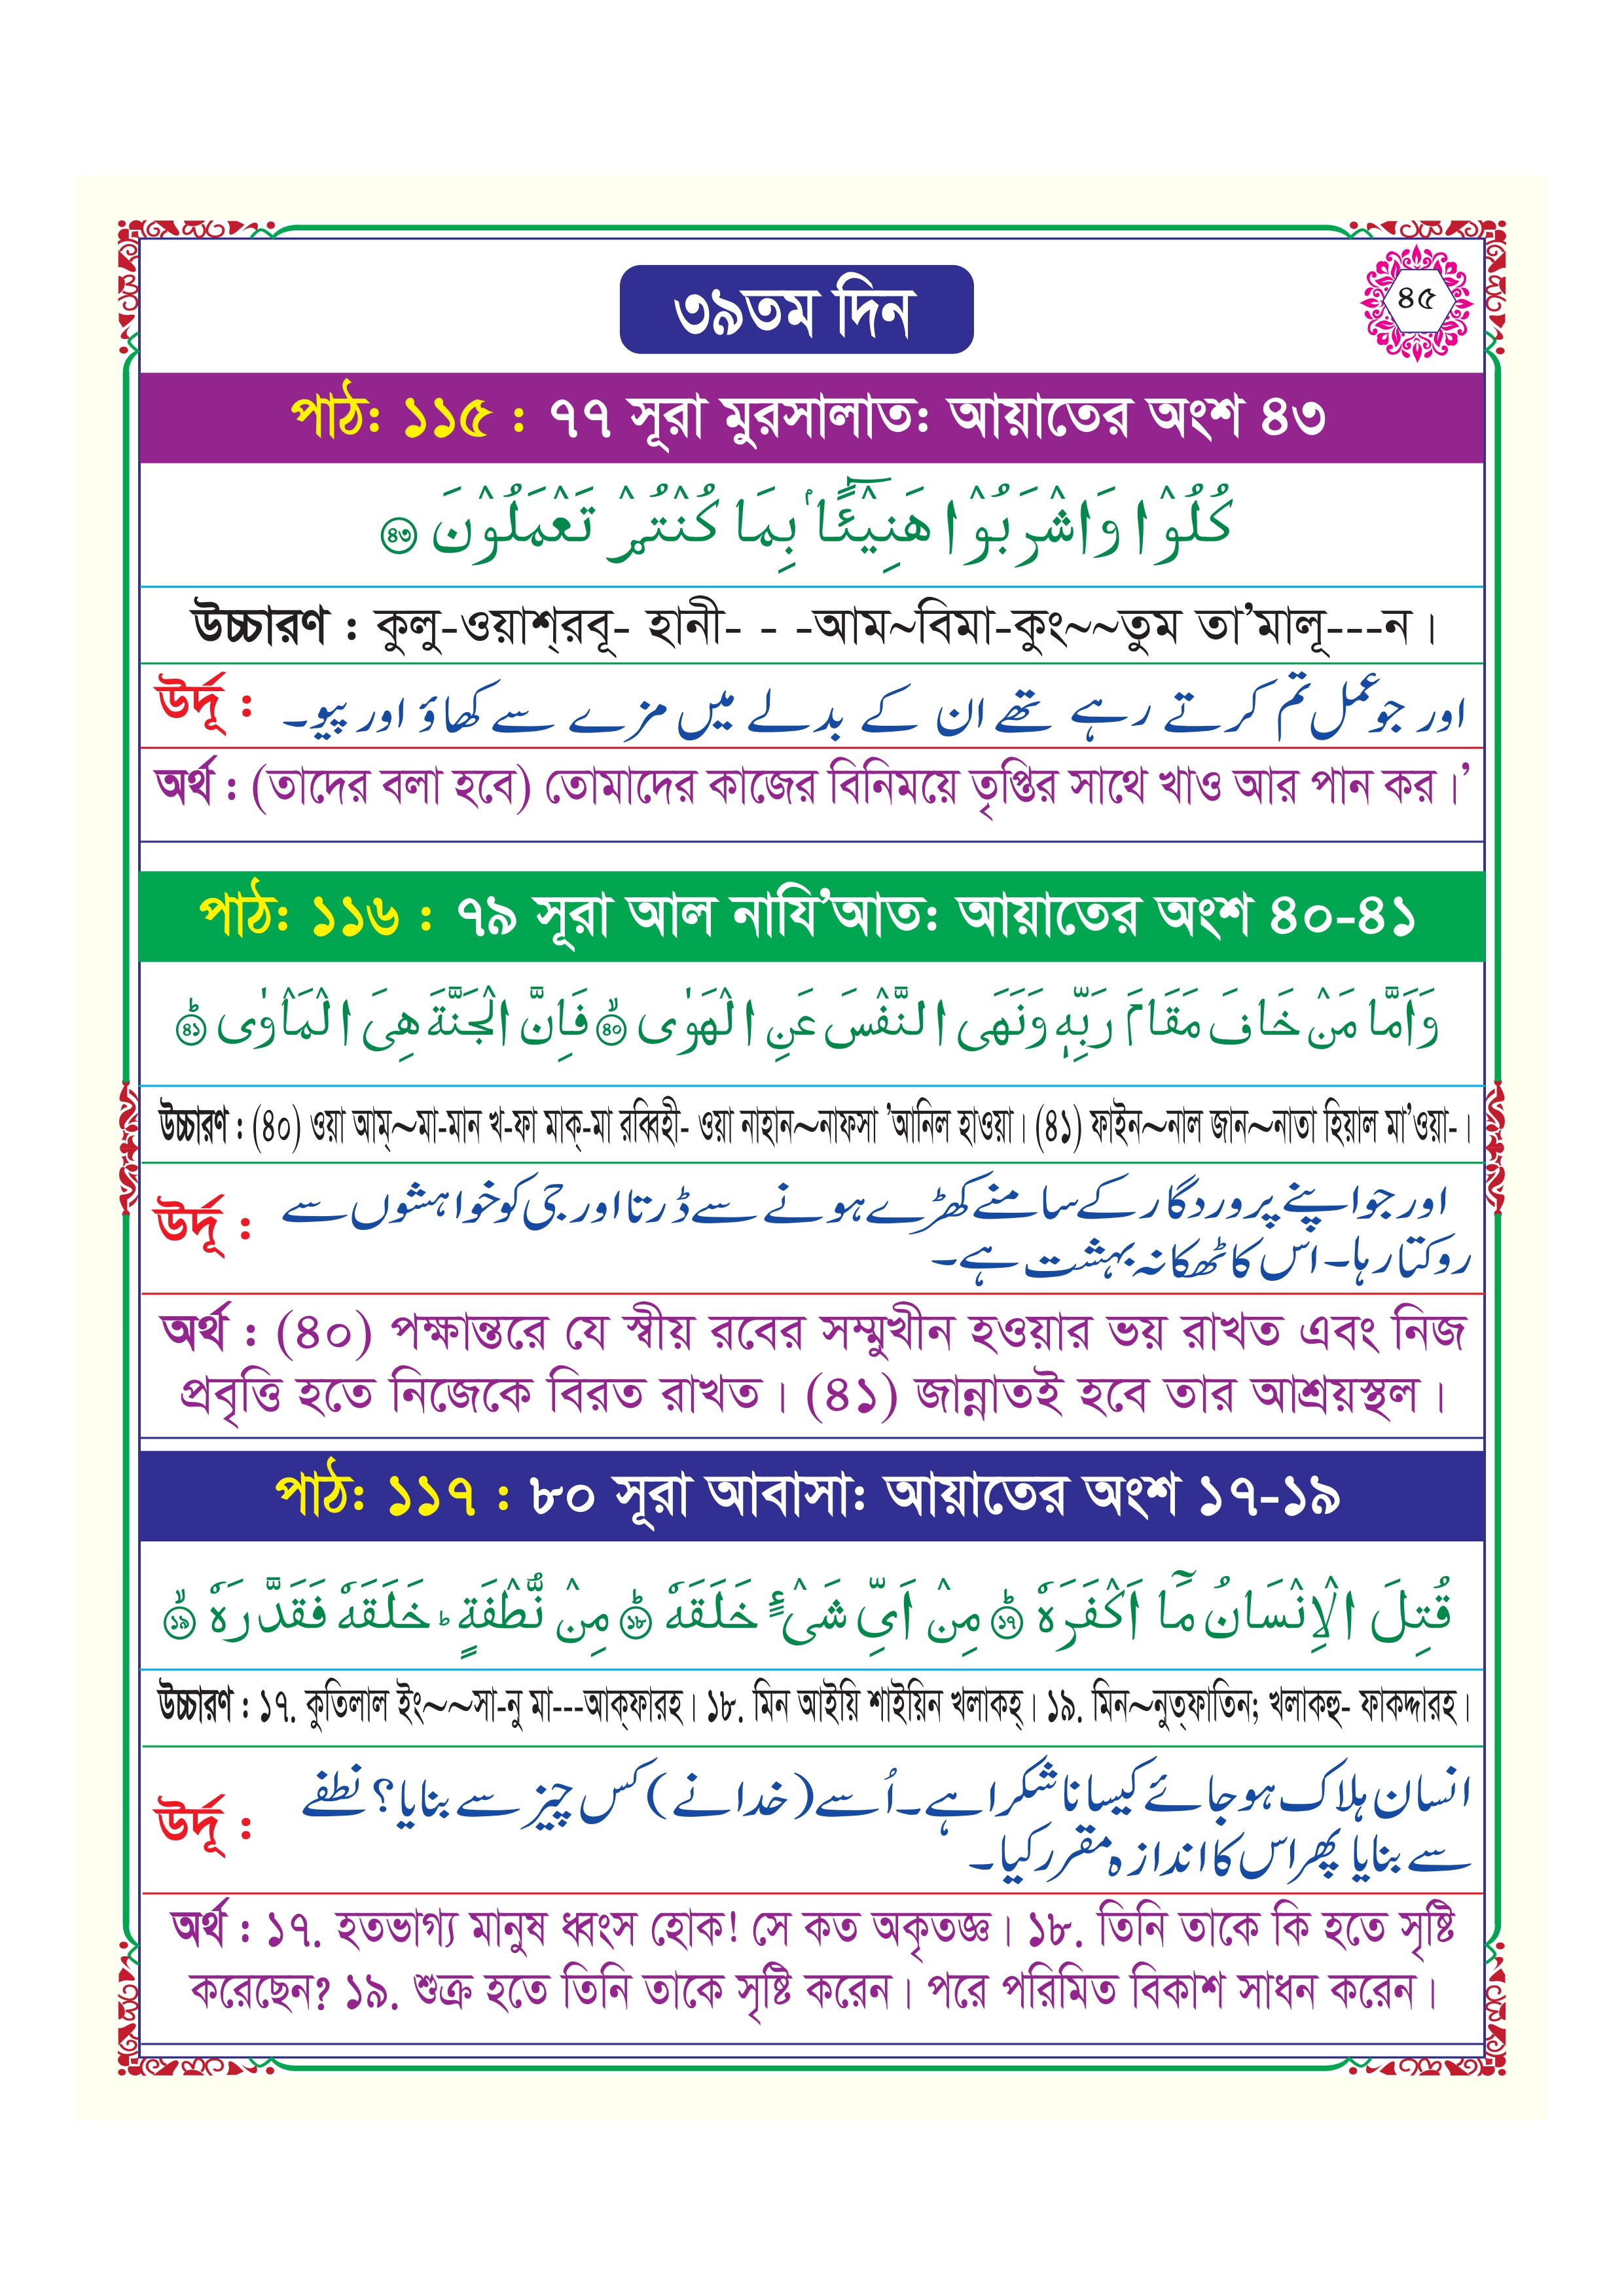 ৩৯তম দিন
৪৫
পাঠ: ১১৫ : ৭৭ সূরা মুরসালাত: আয়াতের অংশ ৪৩
كُلُوْا وَاشْرَبُوْا هَنِيْٓـًٔۢا بِمَا كُنْتُمْ تَعْمَلُوْنَ ৪৩
উচ্চারণ : কুলু-ওয়াশ্‌রবূ- হানী- - -আম~বিমা-কুং~~তুম তা’মালূ---ন।
উর্দূ : اور جو عمل تم کرتے رہے تھے ان کے بدلے میں مزے سے کھاؤ اور پیو۔
অর্থ : (তাদের বলা হবে) তোমাদের কাজের বিনিময়ে তৃপ্তির সাথে খাও আর পান কর।’
পাঠ: ১১৬ : ৭৯ সূরা আল নাযি’আত: আয়াতের অংশ ৪০-৪১
وَاَمَّا مَنْ خَافَ مَقَامَ رَبِّهٖ وَنَهَى النَّفْسَ عَنِ الْهَوٰى ৪০ۙ فَاِنَّ الْجَنَّةَ هِىَ الْمَاْوٰى ৪১ؕ
উচ্চারণ : (৪০) ওয়া আম্~মা-মান খ-ফা মাক্-মা রব্বিহী- ওয়া নাহান~নাফসা ’আনিল হাওয়া। (৪১) ফাইন~নাল জান~নাতা হিয়াল মা’ওয়া-।
উর্দূ : اور جو اپنے پروردگار کے سامنے کھڑے ہونے سے ڈرتا اور جی کو خواہشوں سے
روکتا رہا۔ اس کا ٹھکانہ بہشت ہے۔
অর্থ : (৪০) পক্ষান্তরে যে স্বীয় রবের সম্মুখীন হওয়ার ভয় রাখত এবং নিজ
প্রবৃত্তি হতে নিজেকে বিরত রাখত। (৪১) জান্নাতই হবে তার আশ্রয়স্থল।
পাঠ: ১১৭ : ৮০ সূরা আবাসা: আয়াতের অংশ ১৭-১৯
قُتِلَ الْاِنْسَانُ مَآ اَكْفَرَهٗ ১৭ؕ مِنْ اَىِّ شَىْءٍ خَلَقَهٗ ১৮ؕ مِنْ نُّطْفَةٍ ؕ خَلَقَهٗ فَقَدَّرَهٗ ১৯ۙ
উচ্চারণ : ১৭. কুতিলাল ইং~~সা-নু মা---আক্‌ফারহ। ১৮. মিন আইয়ি শাইয়িন খলাকহ্। ১৯. মিন~নুত্‌ফাতিন; খলাকহু- ফাকদ্দারহ।
উর্দূ : انسان ہلاک ہو جائے کیسا ناشکرا ہے۔ اُسے (خدا نے) کس چیز سے بنایا؟ نطفے
سے بنایا پھر اس کا اندازہ مقرر کیا۔
অর্থ : ১৭. হতভাগ্য মানুষ ধ্বংস হোক! সে কত অকৃতজ্ঞ। ১৮. তিনি তাকে কি হতে সৃষ্টি
করেছেন? ১৯. শুক্র হতে তিনি তাকে সৃষ্টি করেন। পরে পরিমিত বিকাশ সাধন করেন।